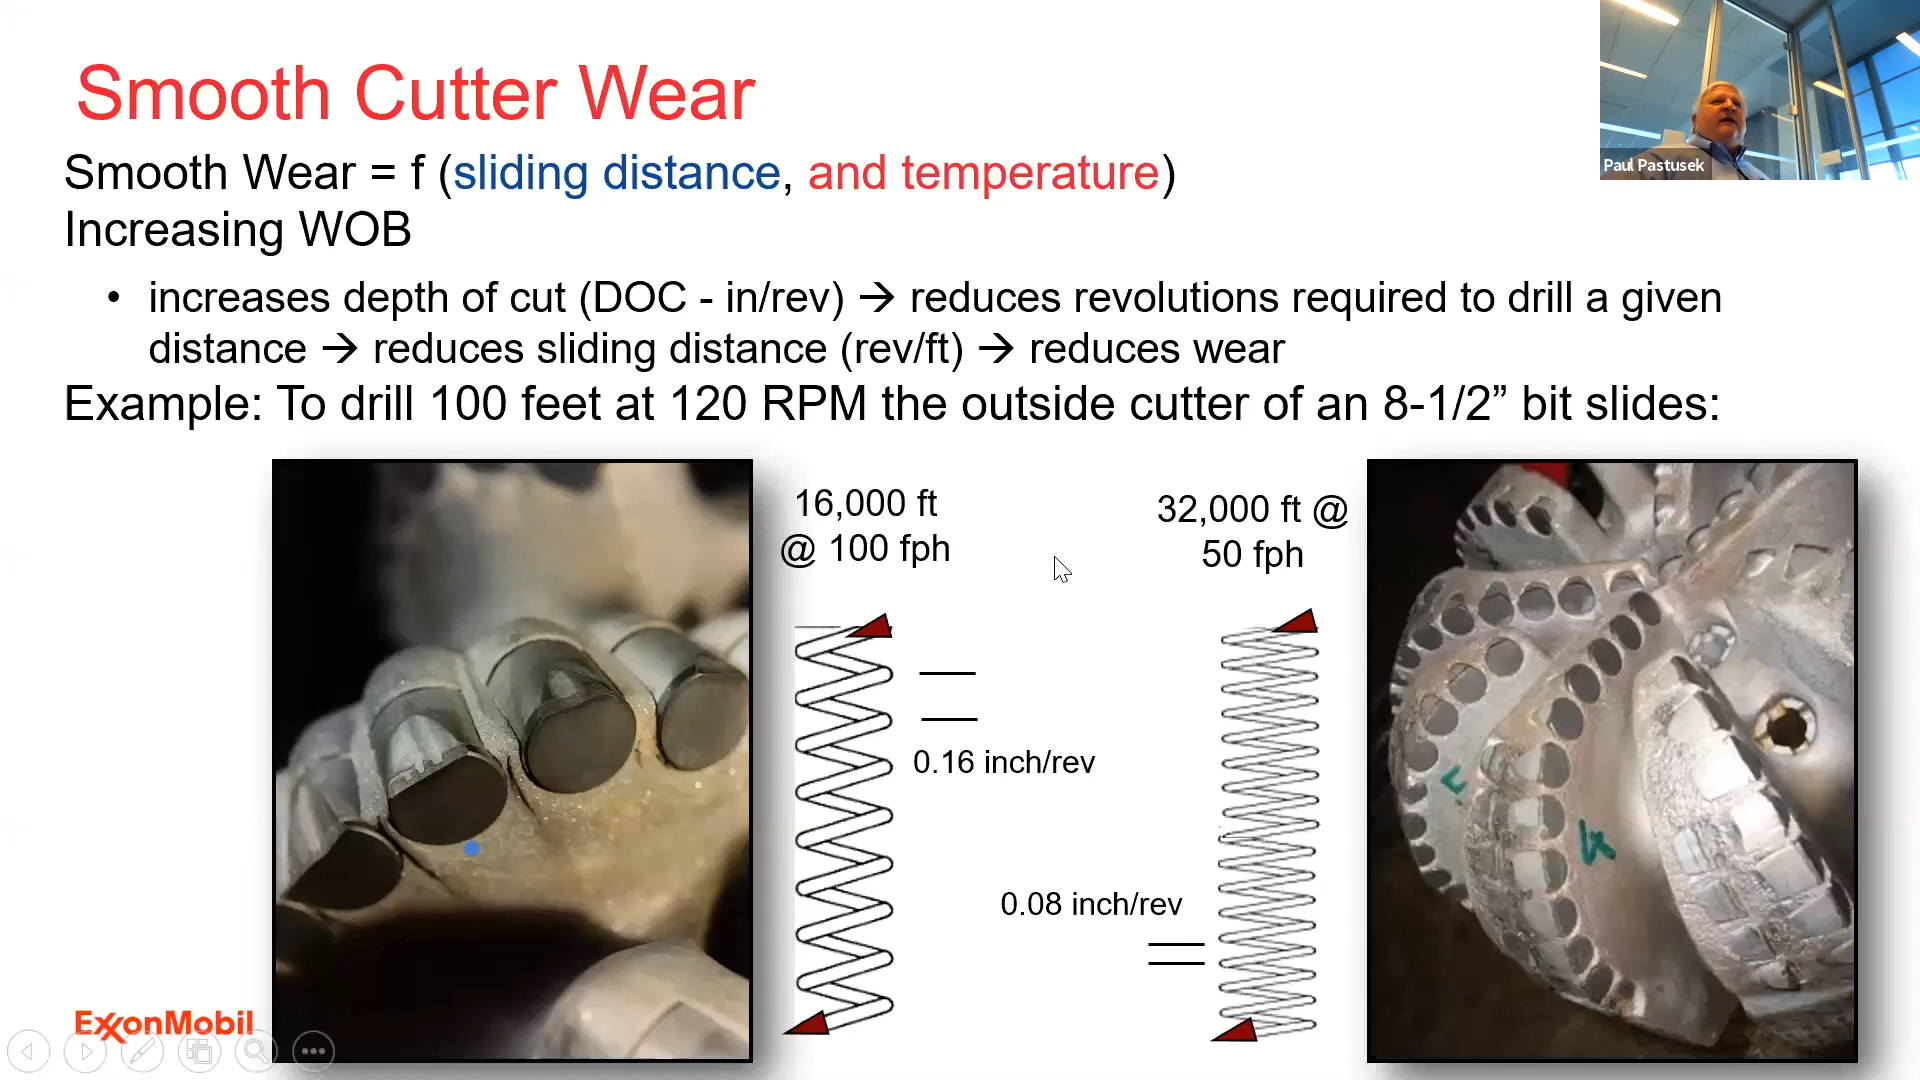 Smooth Cutter Wear
Paul Pastusek
Smooth Wear = f (sliding distance, and temperature)
Increasing WOB
• increases depth of cut (DOC - in/rev) → reduces revolutions required to drill a given
distance → reduces sliding distance (rev/ft) → reduces wear
Example: To drill 100 feet at 120 RPM the outside cutter of an 8-1/2” bit slides:
16,000 ft
@ 100 fph
32,000 ft @
50 fph
0.16 inch/rev
0.08 inch/rev
ExxonMobil